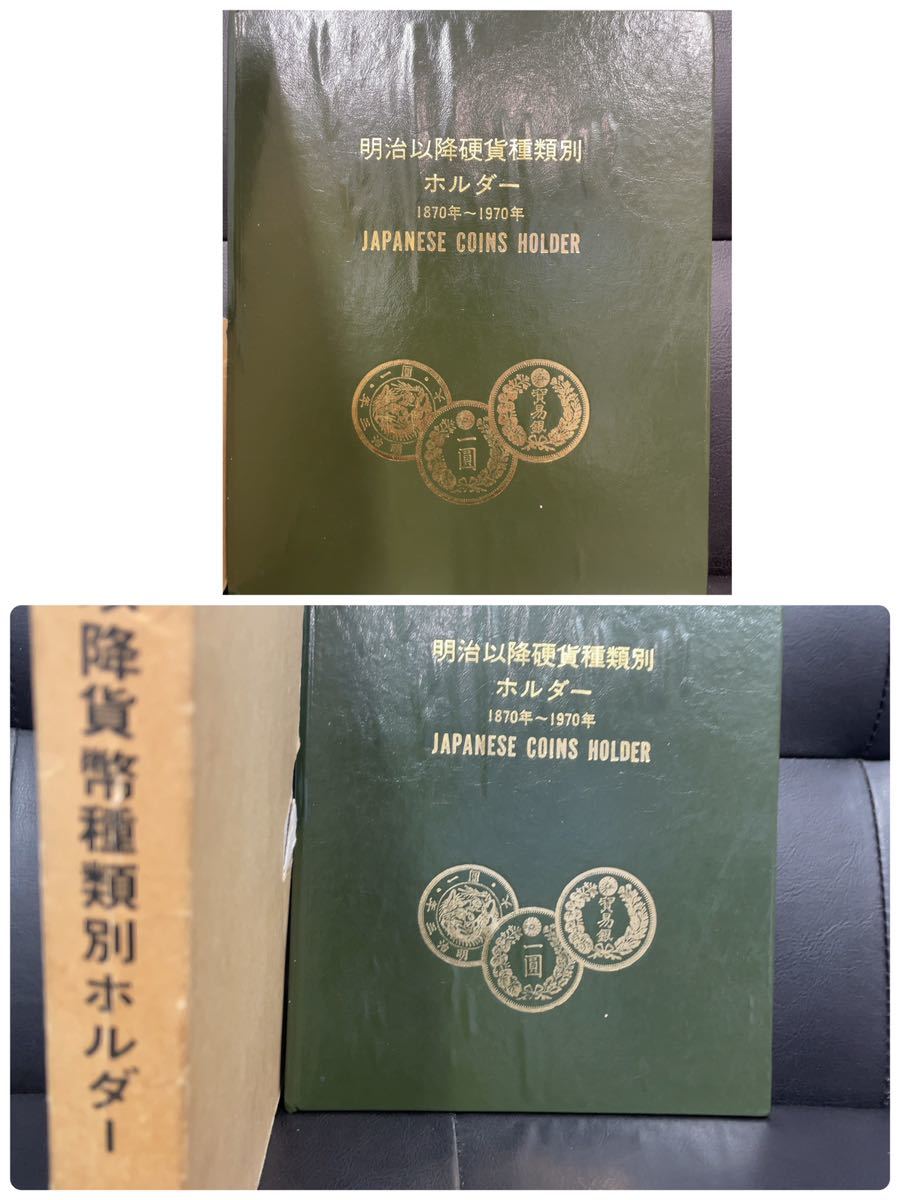 明治以降硬貨種類別
ホルダー
1870年～1970年
JAPANESE COINS HOLDER
一圓
貿易銀
降貨幣種類別ホルダー
明治以降硬貨種類別
ホルダー
1870年～1970年
JAPANESE COINS HOLDER
一圓
貿易銀